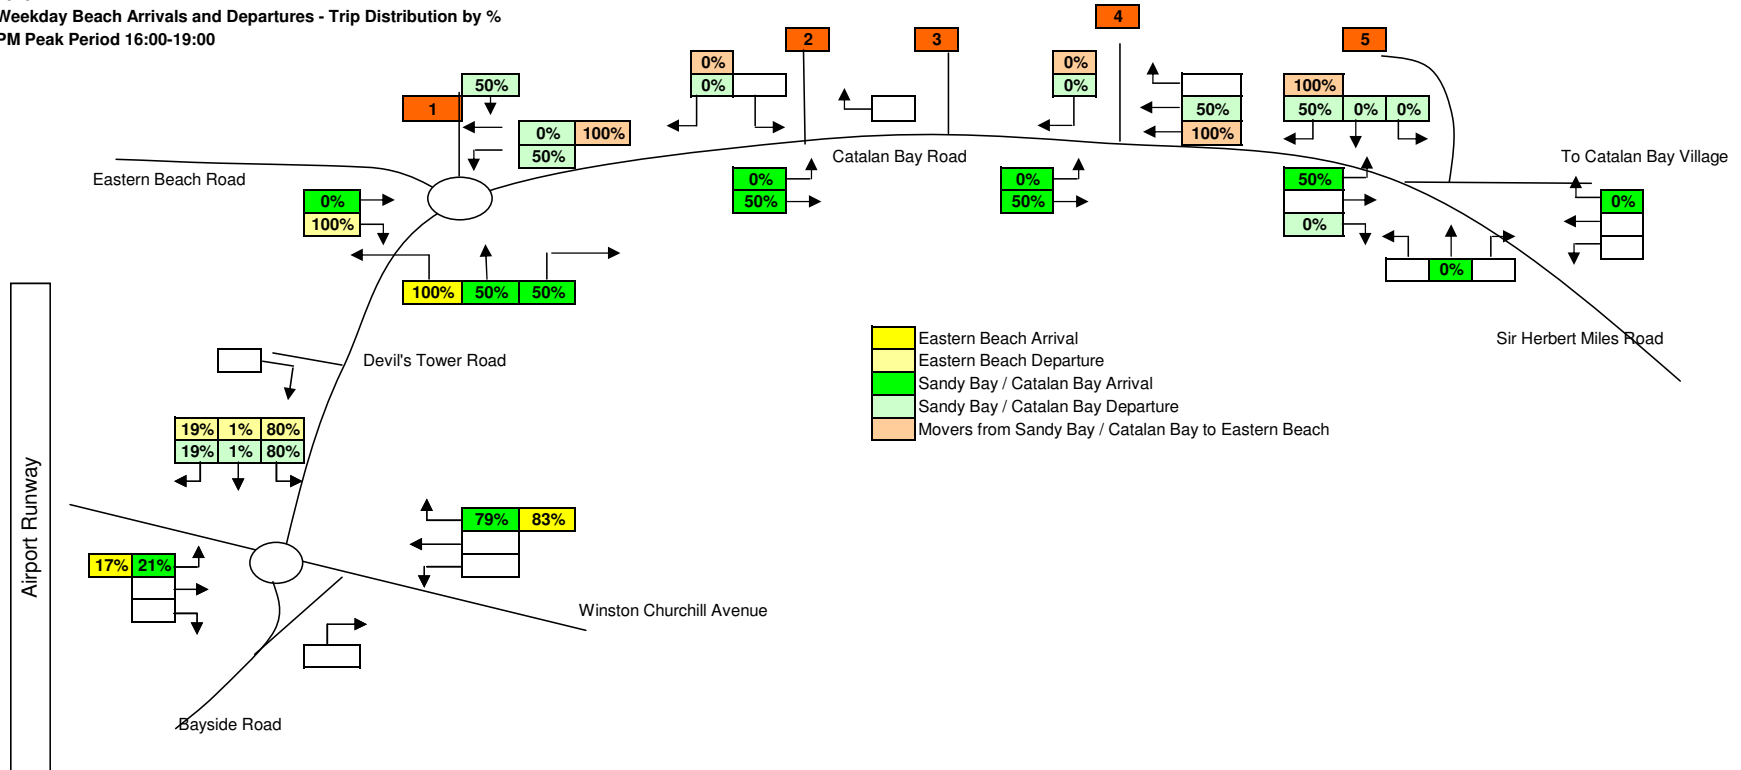 Weekday Beach Arrivals and Departures - Trip Distribution by %
PM Peak Period 16:00-19:00
4
2
3
5
0%
0%
50%
0%
0%
100%
1
50%
50% 0% 0%
0% 100%
100%
50%
Catalan Bay Road
To Catalan Bay Village
Eastern Beach Road
0%
0%
50%
0%
50%
50%
0%
100%
0%
0%
100% 50% 50%
Eastern Beach Arrival
Sir Herbert Miles Road
Devil's Tower Road
Eastern Beach Departure
Sandy Bay / Catalan Bay Arrival
Sandy Bay / Catalan Bay Departure
Movers from Sandy Bay / Catalan Bay to Eastern Beach
19% 1% 80%
19% 1% 80%
Airport Runway
79% 83%
17% 21%
Winston Churchill Avenue
Bayside Road